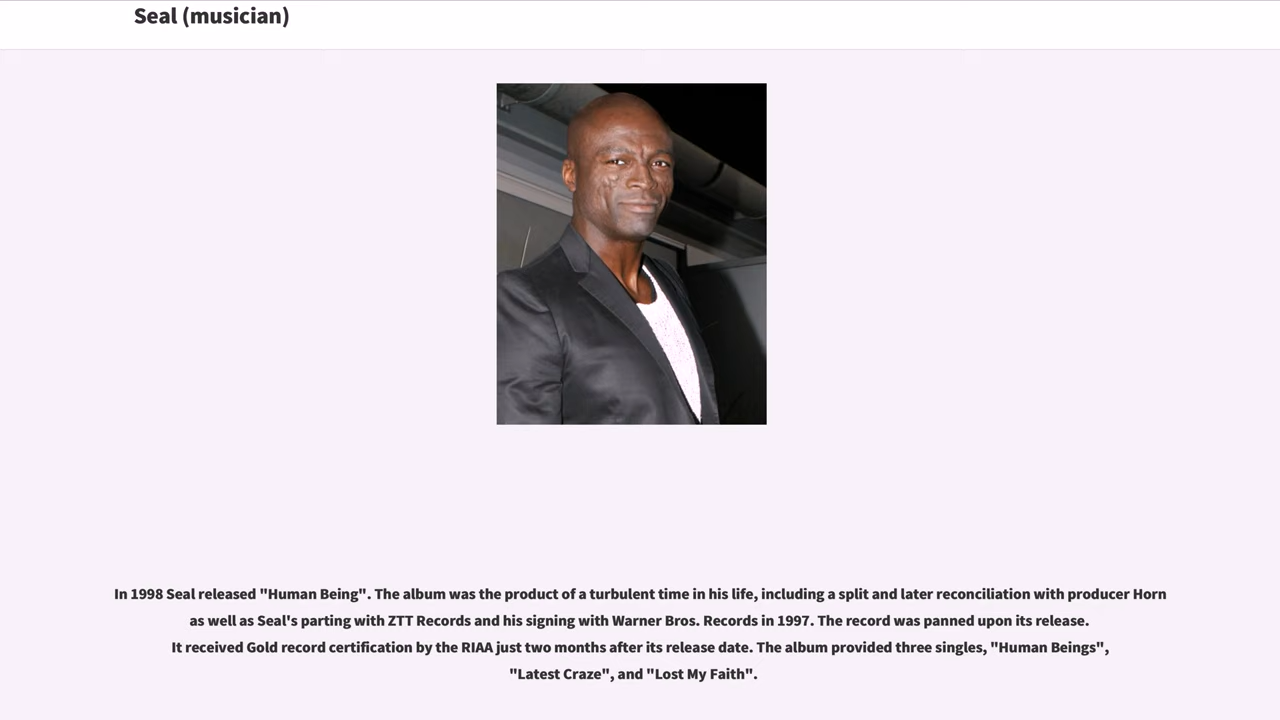 Seal (musician)
In 1998 Seal released "Human Being". The album was the product of a turbulent time in his life, including a split and later reconciliation with producer Horn
as well as Seal's parting with ZTT Records and his signing with Warner Bros. Records in 1997. The record was panned upon its release.
It received Gold record certification by the RIAA just two months after its release date. The album provided three singles, "Human Beings",
"Latest Craze", and "Lost My Faith".